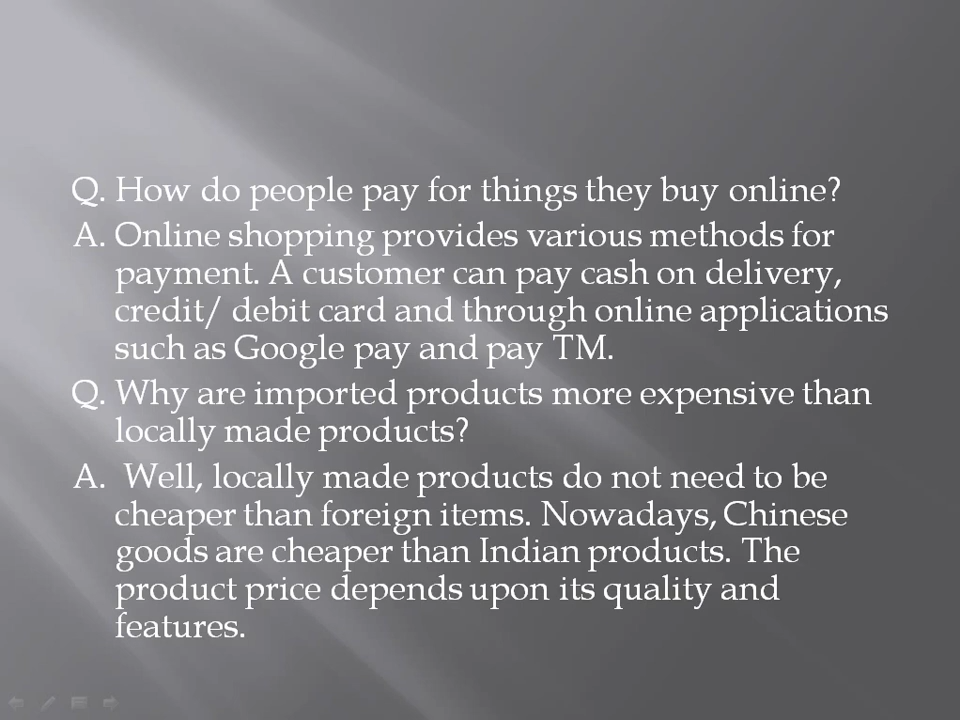 Q. How do people pay for things they buy online?
A. Online shopping provides various methods for
payment. A customer can pay cash on delivery,
credit/ debit card and through online applications
such as Google pay and pay TM.
Q. Why are imported products more expensive than
locally made products?
A. Well, locally made products do not need to be
cheaper than foreign items. Nowadays, Chinese
goods are cheaper than Indian products. The
product price depends upon its quality and
features.